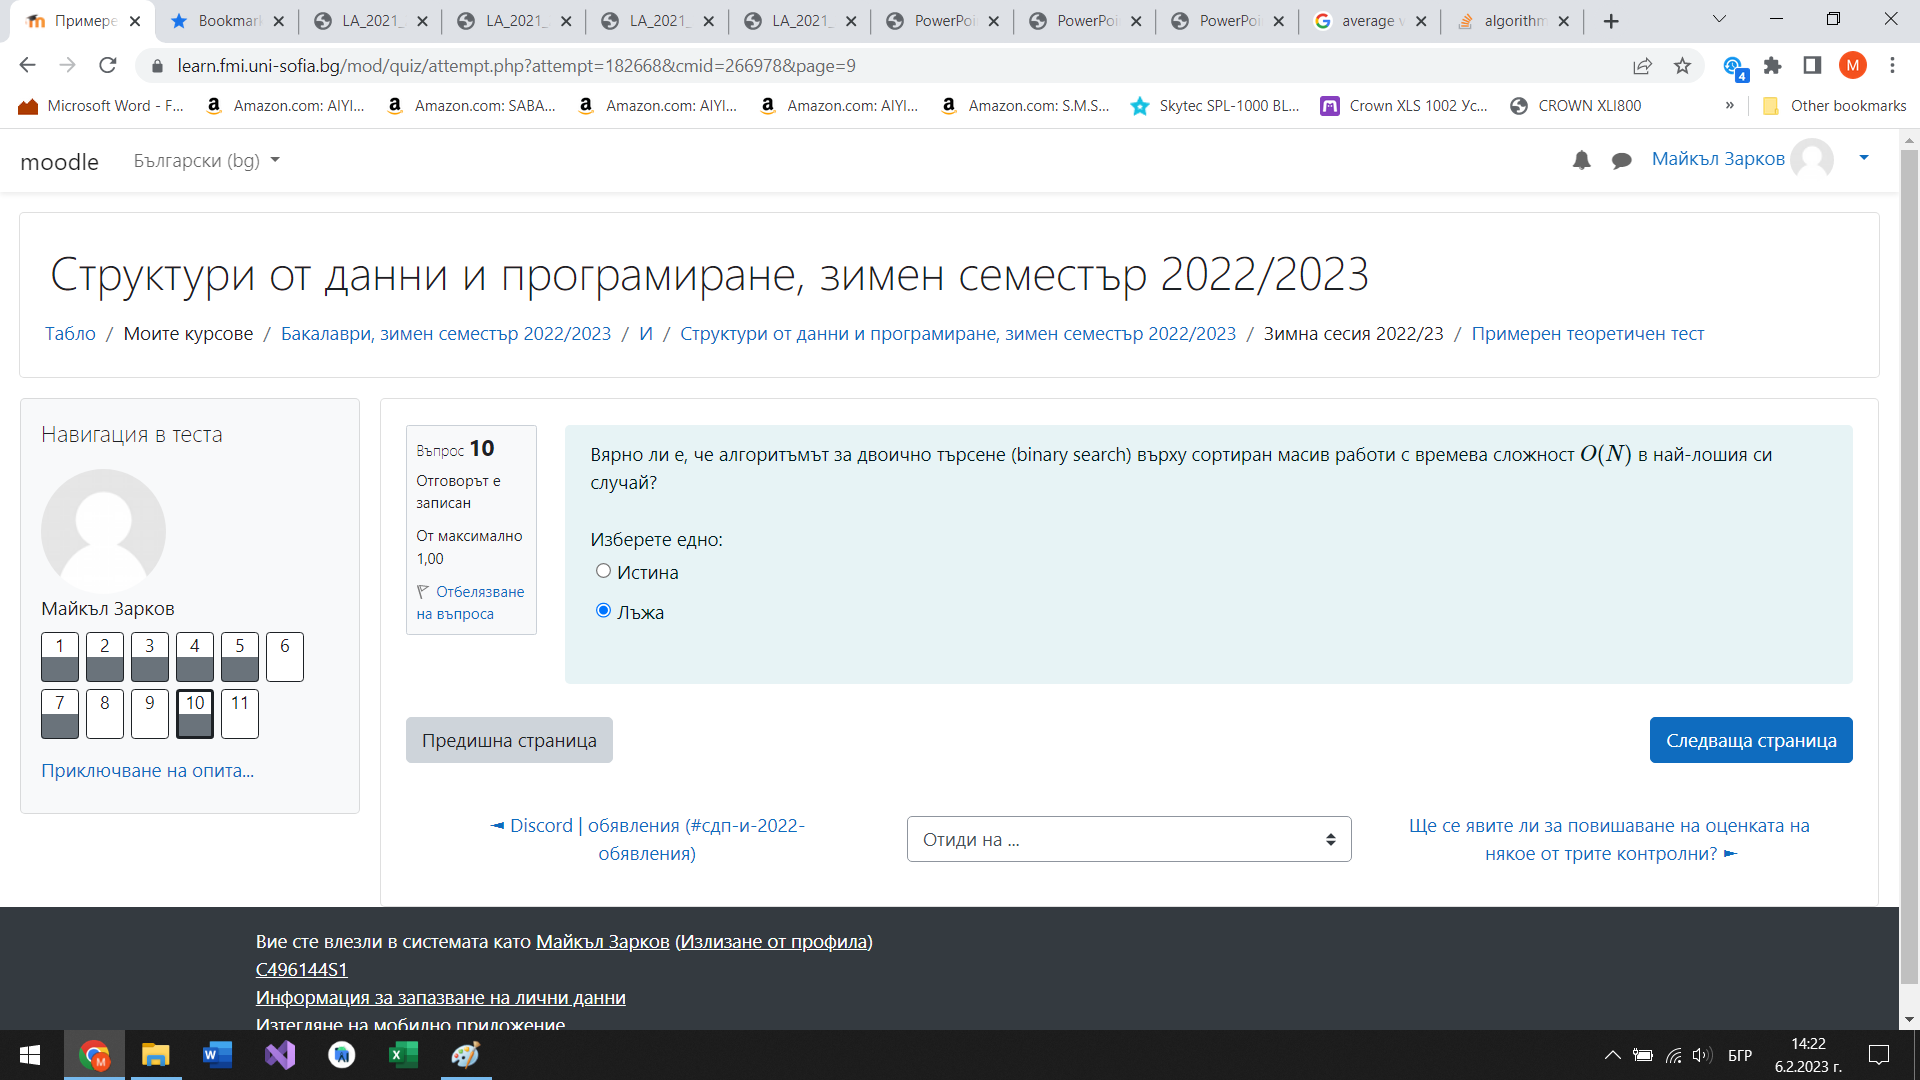 Примере
Bookmar
LA_2021_
LA_2021_
LA_2021_
LA_2021_
PowerPoi
PowerPoi
PowerPoi
average v
algorithm
learn.fmi.uni-sofia.bg/mod/quiz/attempt.php?attempt=182668&cmid=266978&page=9
4
M
Microsoft Word - F...
Amazon.com: AIYI...
Amazon.com: SABA...
Amazon.com: AIYI...
Amazon.com: AIYI...
Amazon.com: S.M.S...
Skytec SPL-1000 BL...
Crown XLS 1002 Ус...
CROWN XLI800
»
Other bookmarks
moodle
Български (bg)
Майкъл Зарков
Структури от данни и програмиране, зимен семестър 2022/2023
Табло / Моите курсове / Бакалаври, зимен семестър 2022/2023 / И / Структури от данни и програмиране, зимен семестър 2022/2023 / Зимна сесия 2022/23 / Примерен теоретичен тест
Навигация в теста
Майкъл Зарков
1 2 3 4 5 6
7 8 9 10 11
Приключване на опита...
Въпрос 10
Отговорът е
записан
От максимално
1,00
Отбелязване
на въпроса
Вярно ли е, че алгоритъмът за двоично търсене (binary search) върху сортиран масив работи с времева сложност O(N) в най-лошия си
случай?
Изберете едно:
Истина
Лъжа
Предишна страница
Следваща страница
◄ Discord | обявления (#сдп-и-2022-
обявления)
Отиди на ...
Ще се явите ли за повишаване на оценката на
някое от трите контролни? ►
Вие сте влезли в системата като Майкъл Зарков (Излизане от профила)
C496144S1
Информация за запазване на лични данни
Изтегляне на мобилно приложение
БГР
14:22
6.2.2023 г.